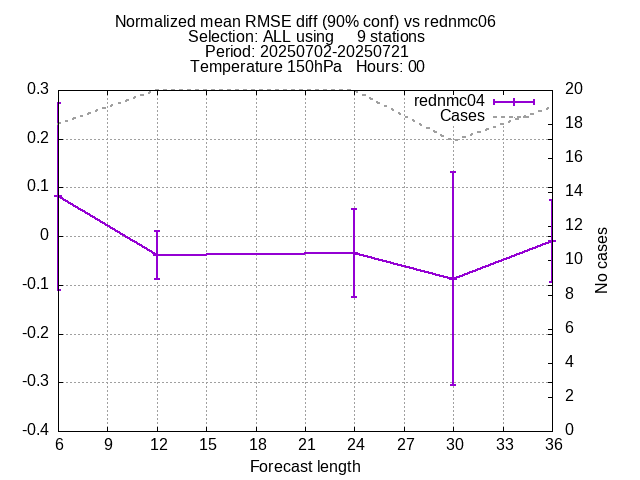 Normalized mean RMSE diff (90% conf) vs rednmc06
Selection: ALL using     9 stations
Period: 20250702-20250721
Temperature 150hPa   Hours: 00
rednmc04
Cases
0.3
0.2
0.1
0
-0.1
-0.2
-0.3
-0.4
20
18
16
14
12
10
8
6
4
2
0
No cases
6 9 12 15 18 21 24 27 30 33 36
Forecast length